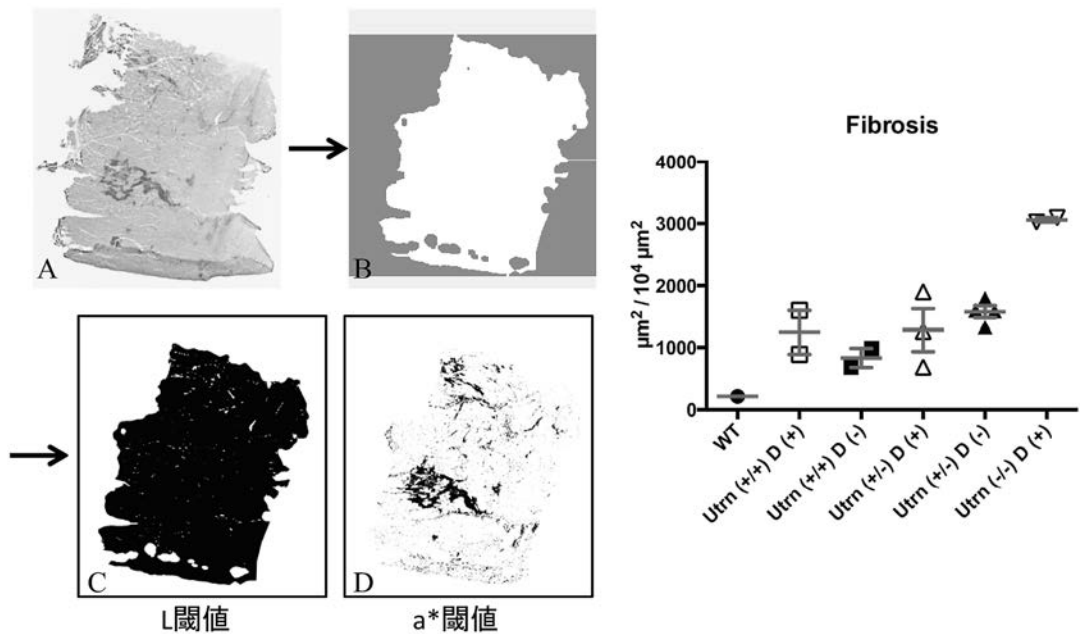 A
B
C
D
L閾値
a*閾値
Fibrosis
µm² / 10⁴ µm²
4000
3000
2000
1000
0
WT
Utrn (+/+) D (+)
Utrn (+/+) D (-)
Utrn (+/-) D (+)
Utrn (+/-) D (-)
Utrn (-/-) D (+)